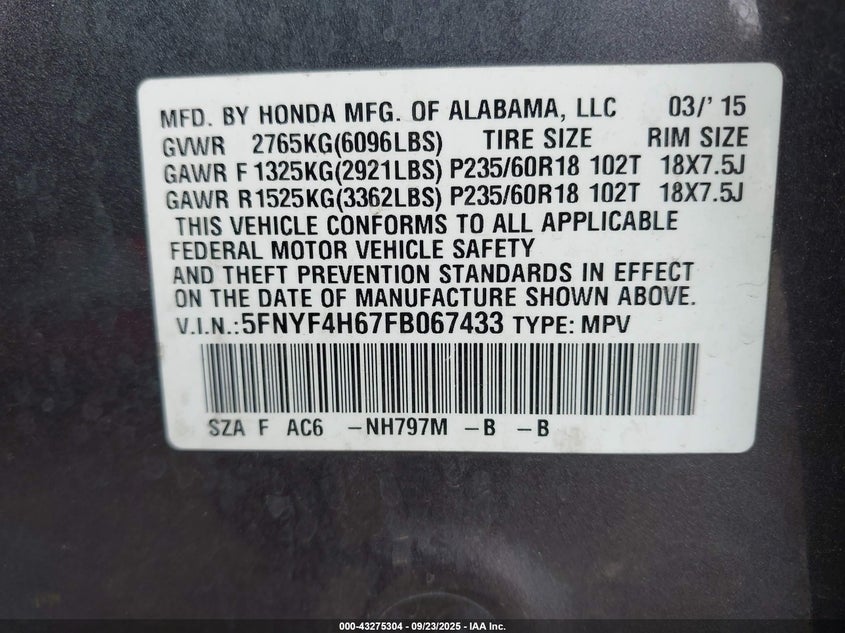 MFD. BY HONDA MFG. OF ALABAMA, LLC 03/' 15
GVWR 2765KG(6096LBS) TIRE SIZE RIM SIZE
GAWR F 1325KG(2921LBS) P235/60R18 102T 18X7.5J
GAWR R1525KG(3362LBS) P235/60R18 102T 18X7.5J
THIS VEHICLE CONFORMS TO ALL APPLICABLE
FEDERAL MOTOR VEHICLE SAFETY
AND THEFT PREVENTION STANDARDS IN EFFECT
ON THE DATE OF MANUFACTURE SHOWN ABOVE.
V.I.N.:5FNYF4H67FB067433 TYPE: MPV
SZA F AC6 -NH797M -B -B
000-43275304 - 09/23/2025 - IAA Inc.